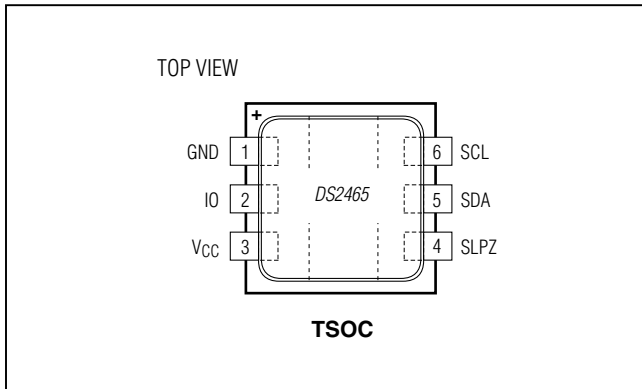 TOP VIEW
+
GND 1 6 SCL
IO 2 DS2465 5 SDA
VCC 3 4 SLPZ
TSOC